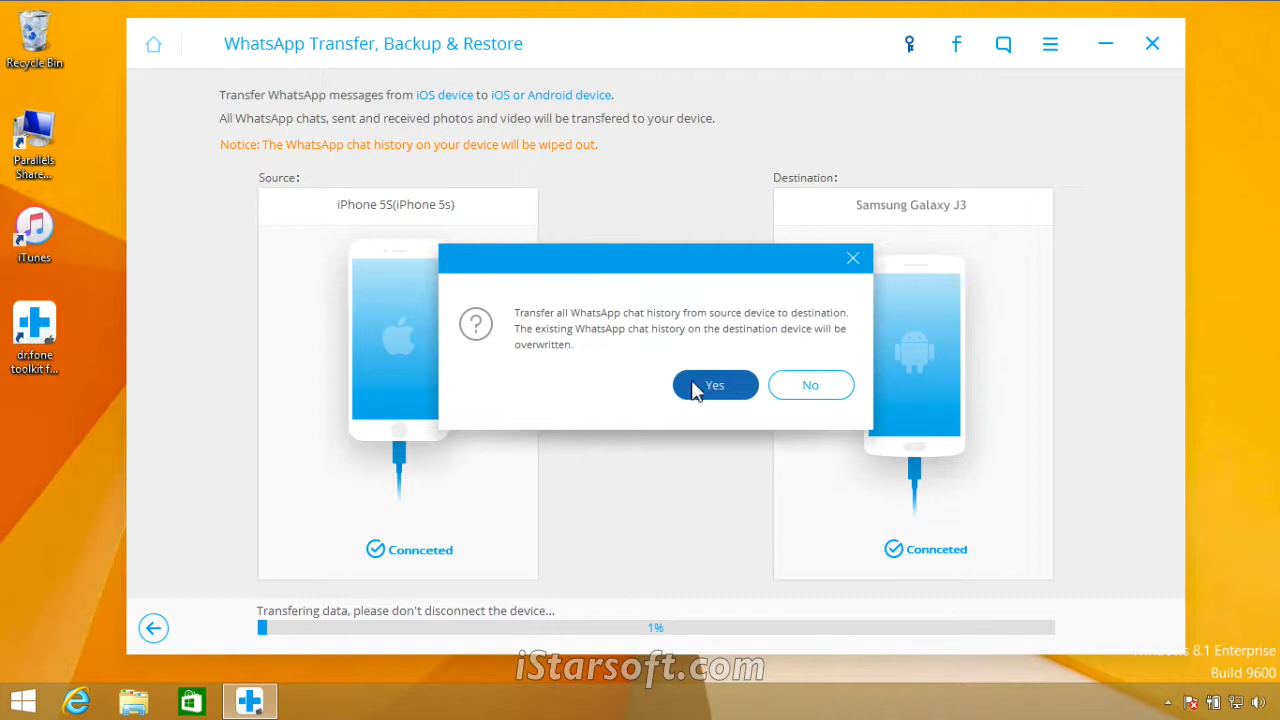 Recycle Bin
Parallels
Share...
iTunes
dr.fone
toolkit f...
WhatsApp Transfer, Backup & Restore
f
Transfer WhatsApp messages from iOS device to iOS or Android device.
All WhatsApp chats, sent and received photos and video will be transfered to your device.
Notice: The WhatsApp chat history on your device will be wiped out.
Source:
iPhone 5S(iPhone 5s)
Destination:
Samsung Galaxy J3
?
Transfer all WhatsApp chat history from source device to destination.
The existing WhatsApp chat history on the destination device will be
overwritten.
Yes
No
Connceted
Connceted
Transfering data, please don't disconnect the device...
1%
iStarsoft.com
Windows 8.1 Enterprise
Build 9600